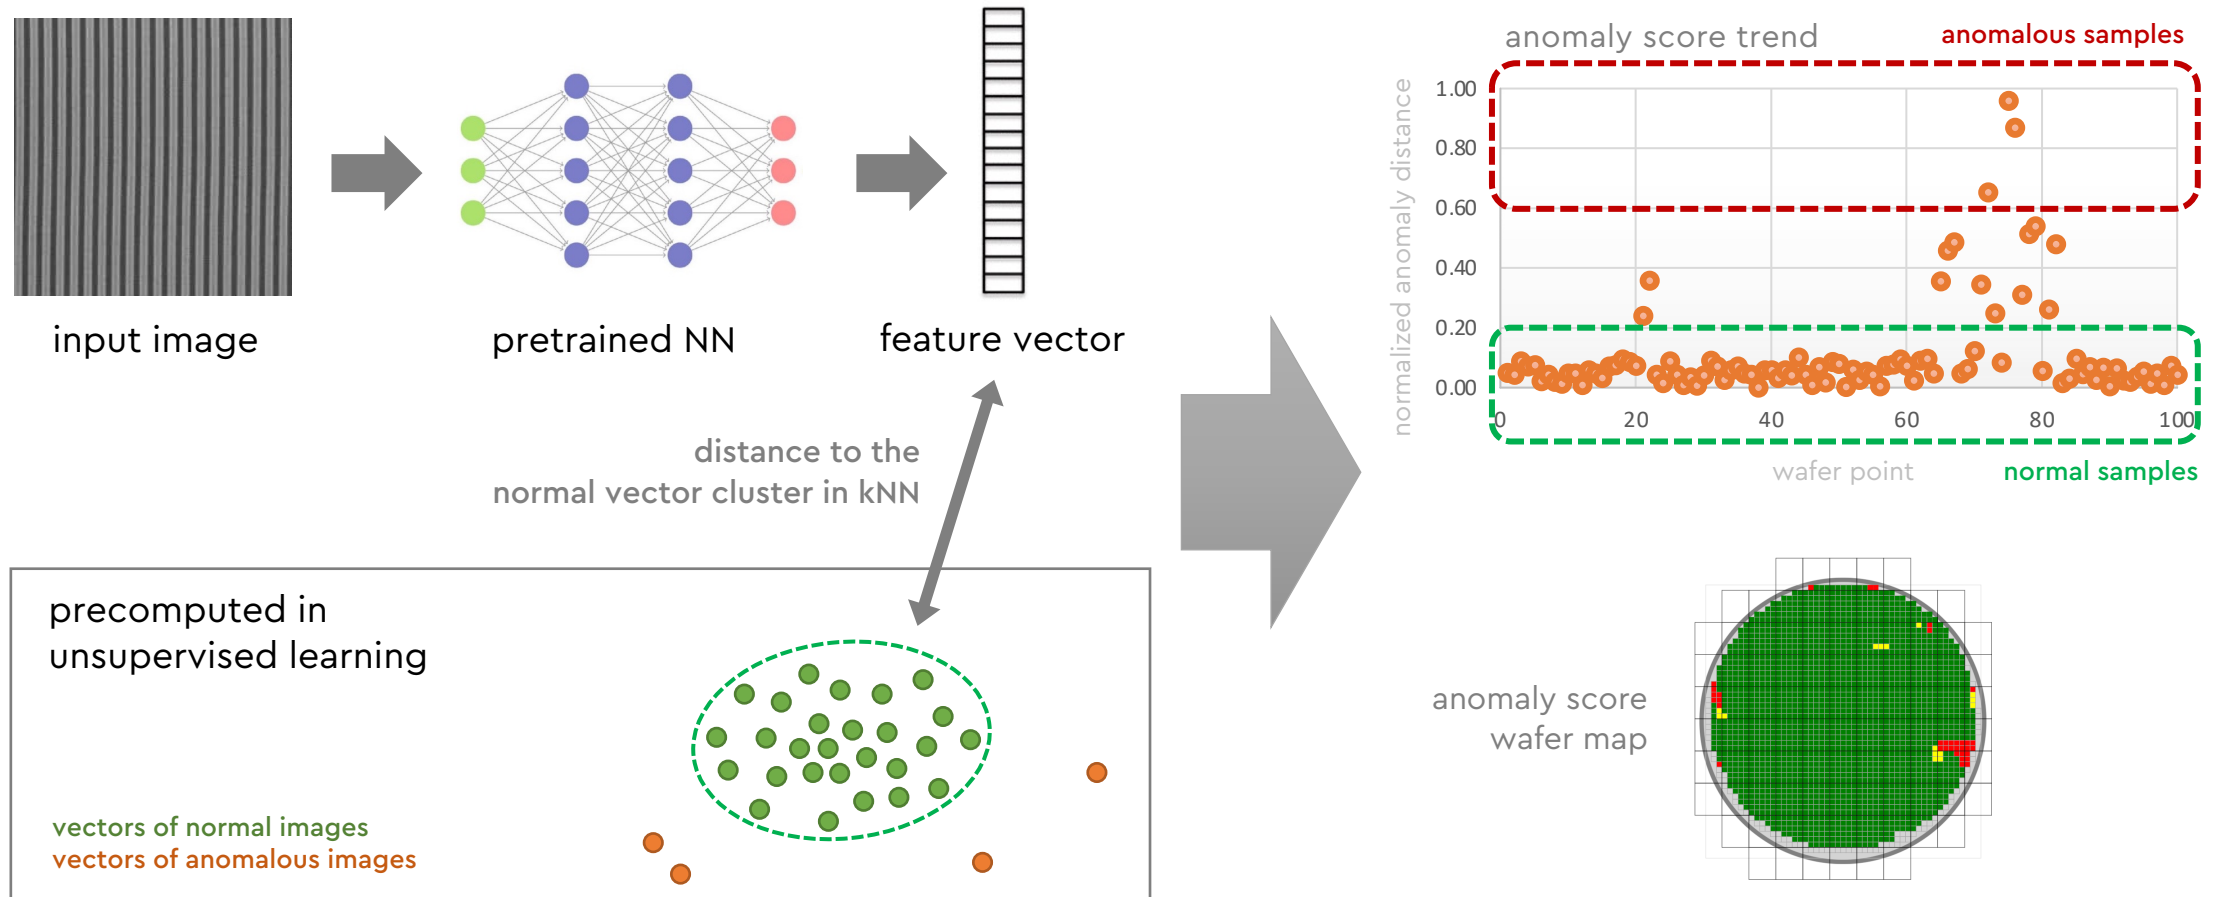 input image
pretrained NN
feature vector
distance to the
normal vector cluster in kNN
precomputed in
unsupervised learning
vectors of normal images
vectors of anomalous images
anomaly score trend
anomalous samples
normalized anomaly distance
1.00
0.80
0.60
0.40
0.20
0.00
0 20 40 60 80 100
wafer point
normal samples
anomaly score
wafer map